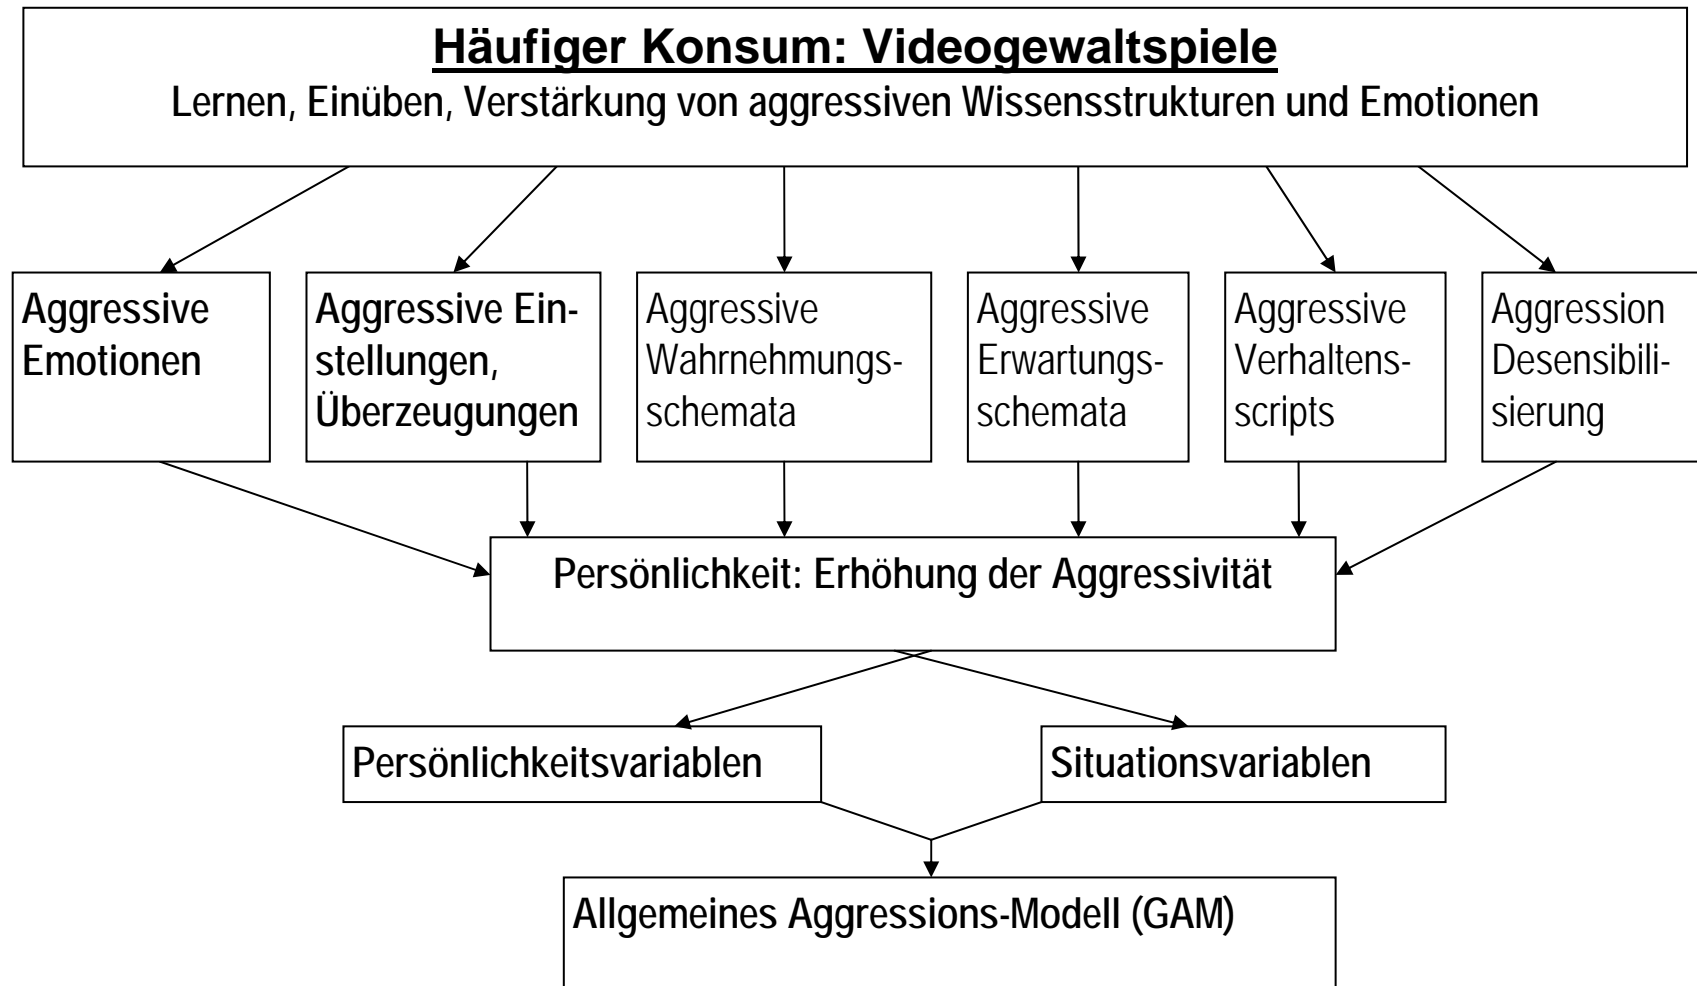 Häufiger Konsum: Videogewaltspiele
Lernen, Einüben, Verstärkung von aggressiven Wissensstrukturen und Emotionen
Aggressive
Emotionen
Aggressive Ein-
stellungen,
Überzeugungen
Aggressive
Wahrnehmungs-
schemata
Aggressive
Erwartungs-
schemata
Aggressive
Verhaltens-
scripts
Aggression
Desensibili-
sierung
Persönlichkeit: Erhöhung der Aggressivität
Persönlichkeitsvariablen
Situationsvariablen
Allgemeines Aggressions-Modell (GAM)